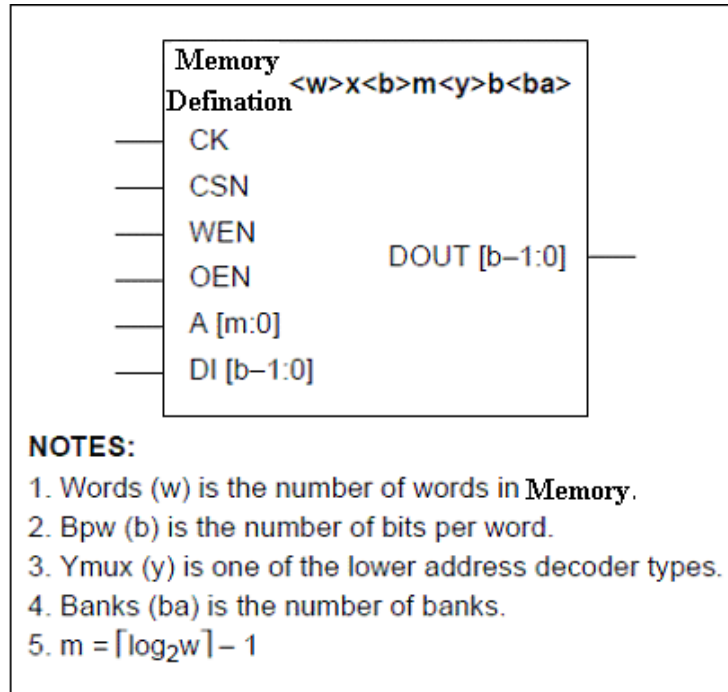 Memory
Defination <w>x<b>m<y>b<ba>
CK
CSN
WEN
OEN
DOUT [b–1:0]
A [m:0]
DI [b–1:0]
NOTES:
1. Words (w) is the number of words in Memory.
2. Bpw (b) is the number of bits per word.
3. Ymux (y) is one of the lower address decoder types.
4. Banks (ba) is the number of banks.
5. m = ⌈log₂w⌉ – 1